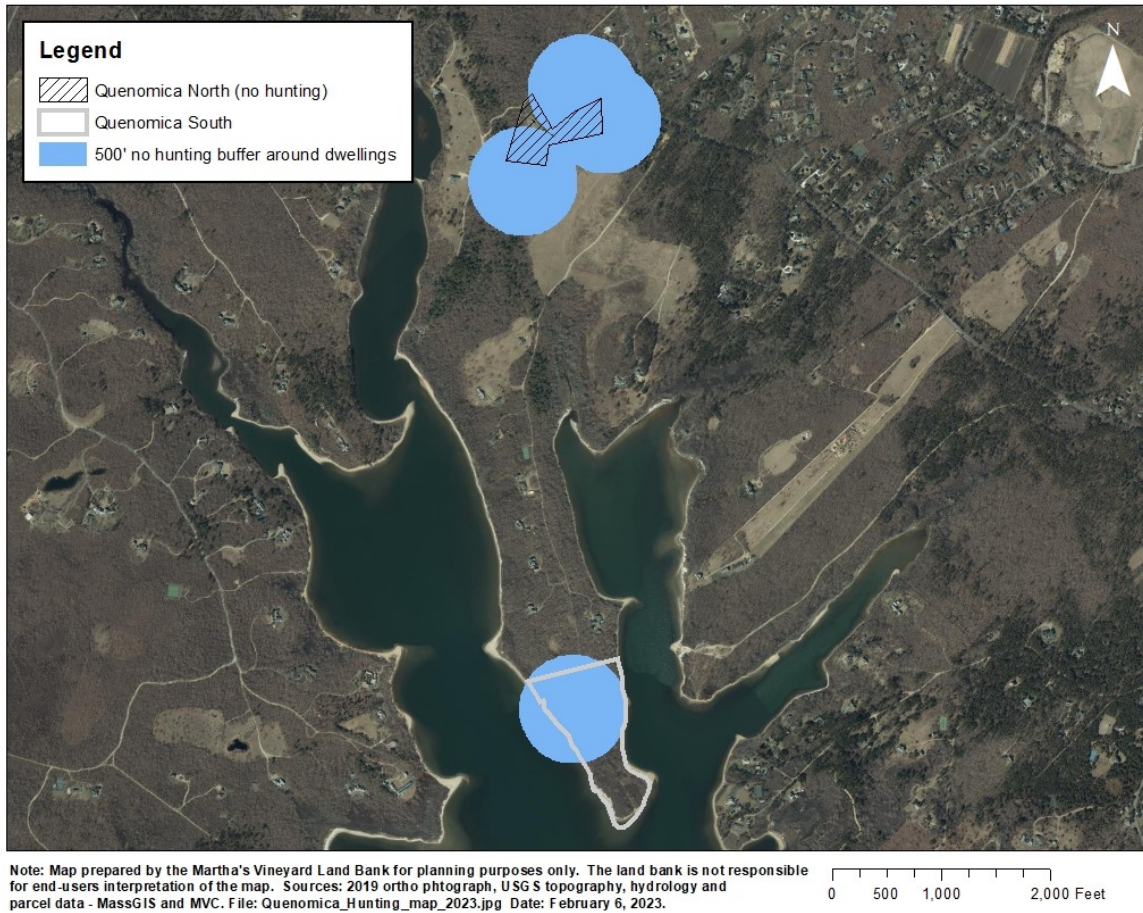 Legend
Quenomica North (no hunting)
Quenomica South
500' no hunting buffer around dwellings
N
Note: Map prepared by the Martha's Vineyard Land Bank for planning purposes only. The land bank is not responsible
for end-users interpretation of the map. Sources: 2019 ortho phtograph, USGS topography, hydrology and
parcel data - MassGIS and MVC. File: Quenomica_Hunting_map_2023.jpg Date: February 6, 2023.
0 500 1,000 2,000 Feet